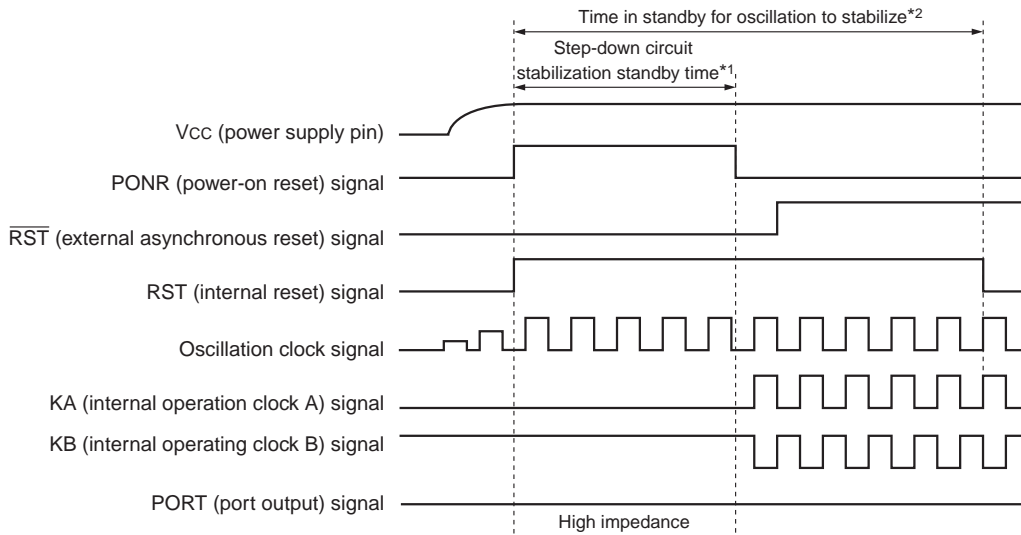 Time in standby for oscillation to stabilize*2
Step-down circuit
stabilization standby time*1
VCC (power supply pin)
PONR (power-on reset) signal
R̅S̅T̅ (external asynchronous reset) signal
RST (internal reset) signal
Oscillation clock signal
KA (internal operation clock A) signal
KB (internal operating clock B) signal
PORT (port output) signal
High impedance